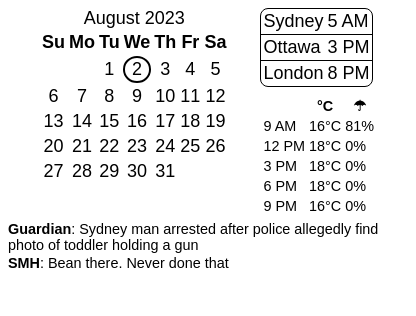 August 2023
Su Mo Tu We Th Fr Sa
1 2 3 4 5
6 7 8 9 10 11 12
13 14 15 16 17 18 19
20 21 22 23 24 25 26
27 28 29 30 31
Sydney 5 AM
Ottawa 3 PM
London 8 PM
°C ☂
9 AM 16°C 81%
12 PM 18°C 0%
3 PM 18°C 0%
6 PM 18°C 0%
9 PM 16°C 0%
Guardian: Sydney man arrested after police allegedly find
photo of toddler holding a gun
SMH: Bean there. Never done that